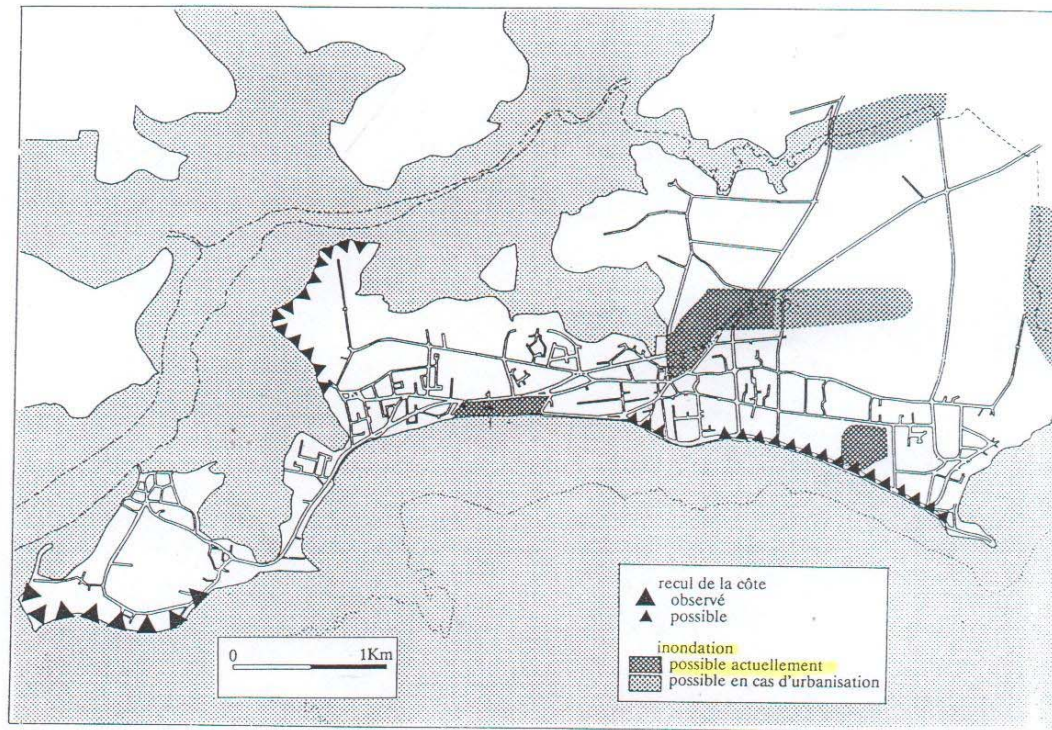 recul de la côte
observé
possible
inondation
possible actuellement
possible en cas d'urbanisation
0 1Km